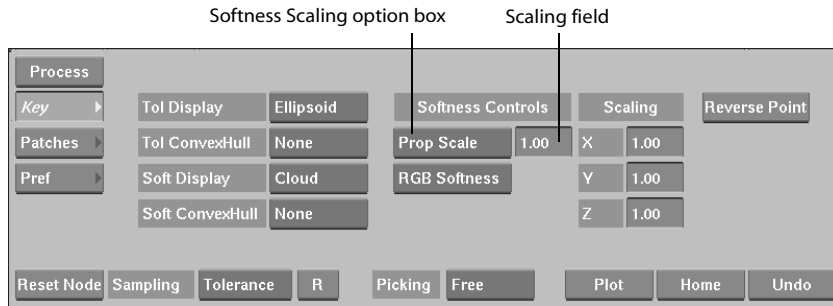 Softness Scaling option box Scaling field
Process
Key Tol Display Ellipsoid Softness Controls Scaling Reverse Point
Patches Tol ConvexHull None Prop Scale 1.00 X 1.00
Pref Soft Display Cloud RGB Softness Y 1.00
Soft ConvexHull None Z 1.00
Reset Node Sampling Tolerance R Picking Free Plot Home Undo